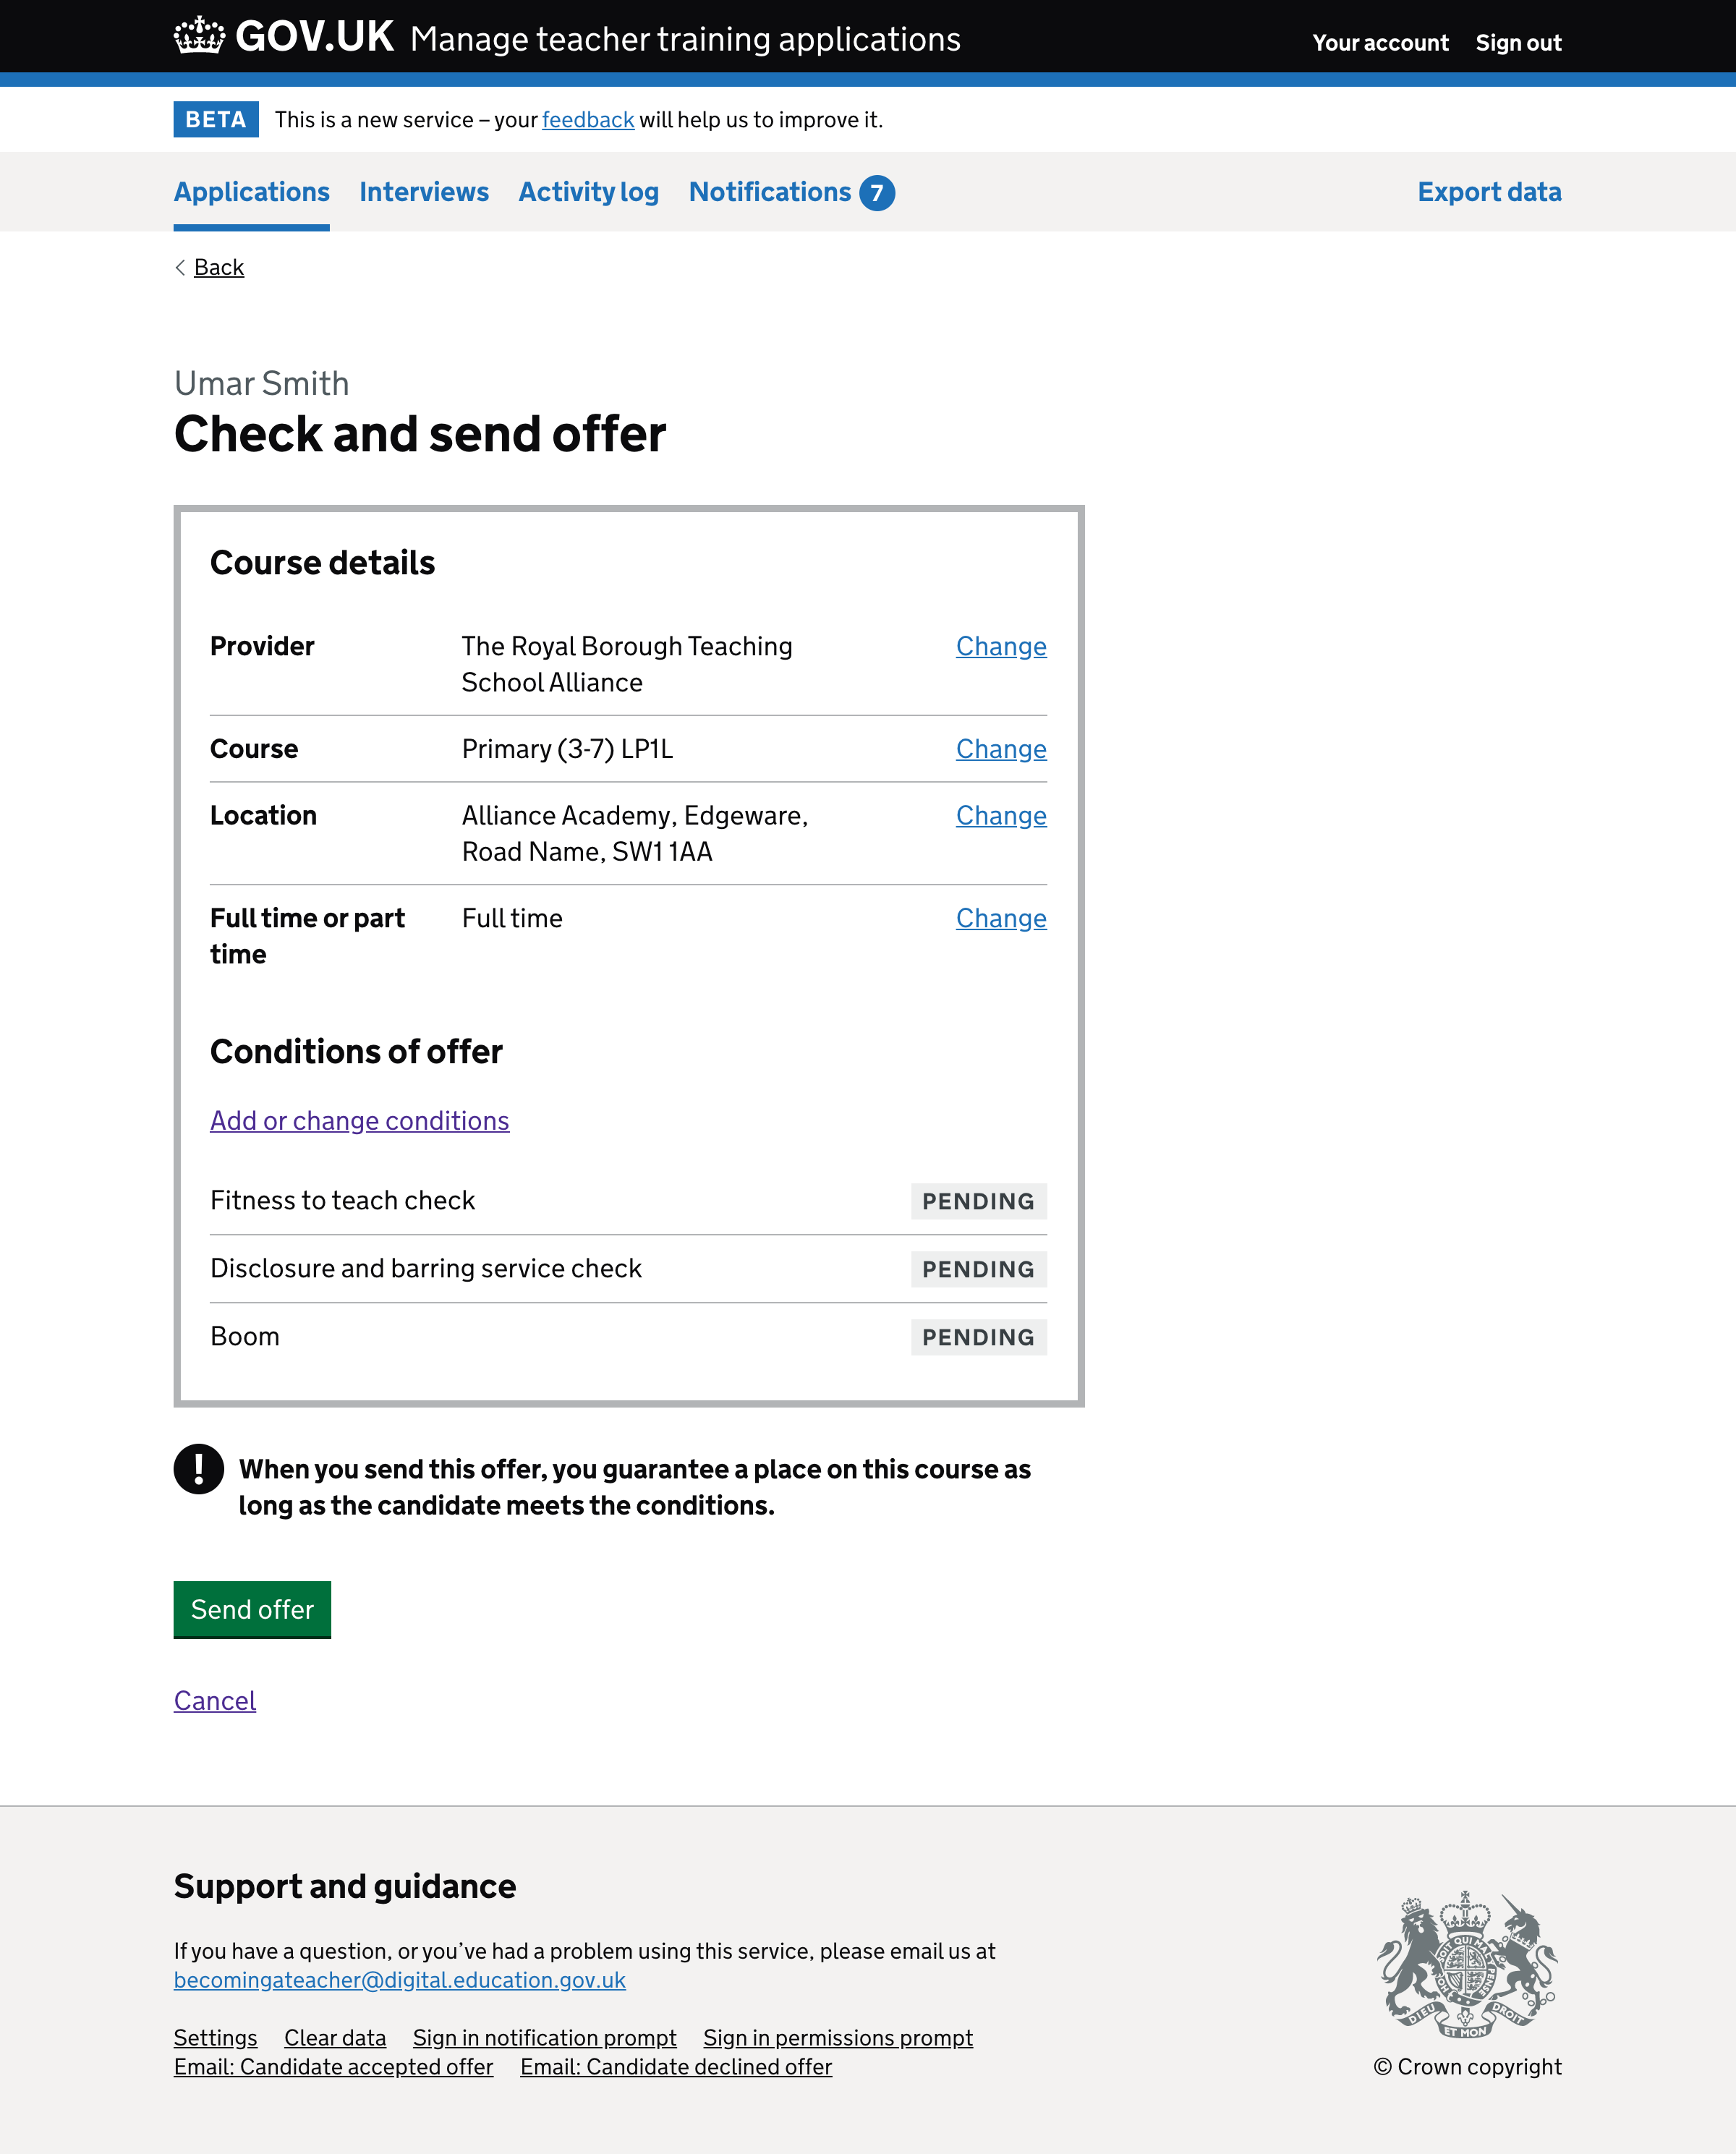 GOV.UK Manage teacher training applications Your account Sign out
BETA This is a new service – your feedback will help us to improve it.
Applications Interviews Activity log Notifications 7 Export data
Back
Umar Smith
Check and send offer
Course details
Provider The Royal Borough Teaching Change
School Alliance
Course Primary (3-7) LP1L Change
Location Alliance Academy, Edgeware, Change
Road Name, SW1 1AA
Full time or part Full time Change
time
Conditions of offer
Add or change conditions
Fitness to teach check PENDING
Disclosure and barring service check PENDING
Boom PENDING
! When you send this offer, you guarantee a place on this course as
long as the candidate meets the conditions.
Send offer
Cancel
Support and guidance
If you have a question, or you’ve had a problem using this service, please email us at
becomingateacher@digital.education.gov.uk
Settings Clear data Sign in notification prompt Sign in permissions prompt
Email: Candidate accepted offer Email: Candidate declined offer
DIEU ET MON DROIT
© Crown copyright